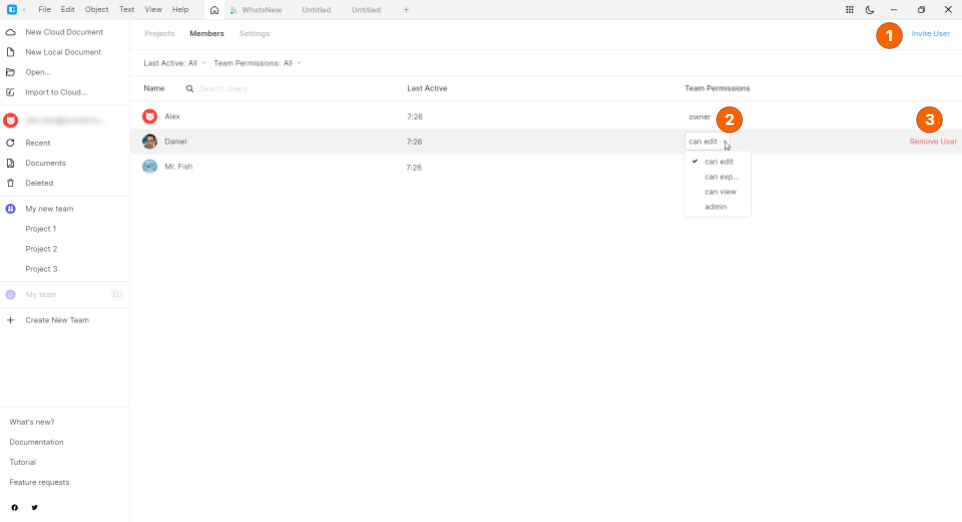 File Edit Object Text View Help
WhatsNew Untitled Untitled
New Cloud Document
New Local Document
Open...
Import to Cloud...
Recent
Documents
Deleted
My new team
Project 1
Project 2
Project 3
My team EU
Create New Team
What's new?
Documentation
Tutorial
Feature requests
Projects Members Settings
1 Invite User
Last Active: All Team Permissions: All
Name Search Users Last Active Team Permissions
Alex 7:26 owner 2 3
Daniel 7:26 can edit Remove User
Mr. Fish 7:26
can edit
can exp...
can view
admin